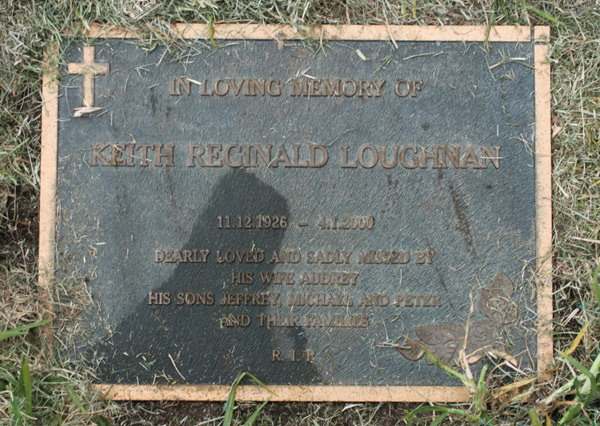 IN LOVING MEMORY OF
KEITH REGINALD LOUGHNAN
11.12.1926 - 4.1.2000
DEARLY LOVED AND SADLY MISSED BY
HIS WIFE AUDREY
HIS SONS JEFFREY, MICHAEL AND PETER
AND THEIR FAMILIES
R.I.P.